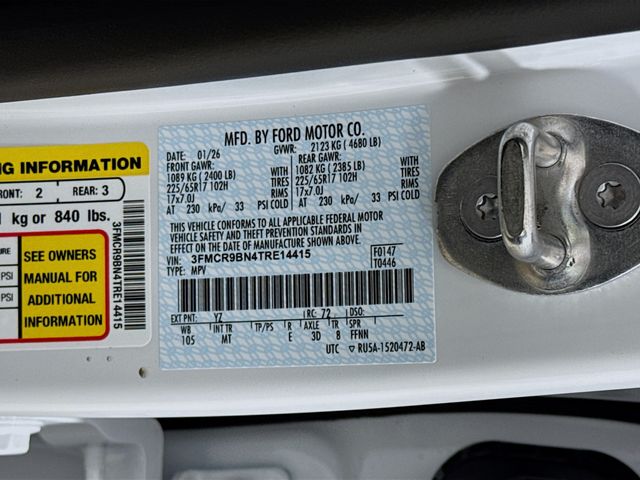 NG INFORMATION
FRONT: 2 REAR: 3
kg or 840 lbs.
PSI
PSI
SEE OWNERS
MANUAL FOR
ADDITIONAL
INFORMATION
3FMCR9BN4TRE14415
MFD. BY FORD MOTOR CO.
DATE: 01/26 GVWR: 2123 KG ( 4680 LB)
FRONT GAWR: REAR GAWR:
1089 KG ( 2400 LB) WITH 1082 KG ( 2385 LB) WITH
225/65R17 102H TIRES 225/65R17 102H TIRES
17x7.0J RIMS 17x7.0J RIMS
AT 230 kPa/ 33 PSI COLD AT 230 kPa/ 33 PSI COLD
THIS VEHICLE CONFORMS TO ALL APPLICABLE FEDERAL MOTOR
VEHICLE SAFETY AND THEFT PREVENTION STANDARDS IN EFFECT
ON THE DATE OF MANUFACTURE SHOWN ABOVE.
VIN: 3FMCR9BN4TRE14415 F0147
TYPE: MPV T0446
EXT PNT: YZ RC: 72 DSO:
WB INT TR TP/PS R AXLE TR SPR
105 MT E 3D 8 FFNN
UTC ▽ RU5A-1520472-AB